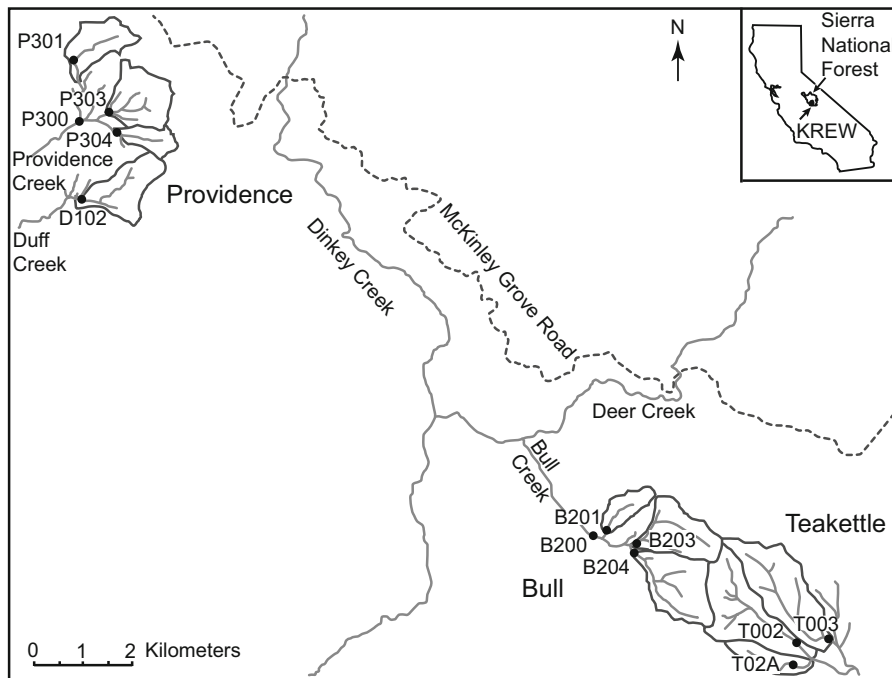 P301
P303
P300
P304
Providence
Creek
D102
Duff
Creek
Providence
N
Sierra
National
Forest
KREW
Dinkey Creek
McKinley Grove Road
Deer Creek
Bull
Creek
B201
B200
B203
B204
Bull
Teakettle
T002
T003
T02A
0 1 2 Kilometers